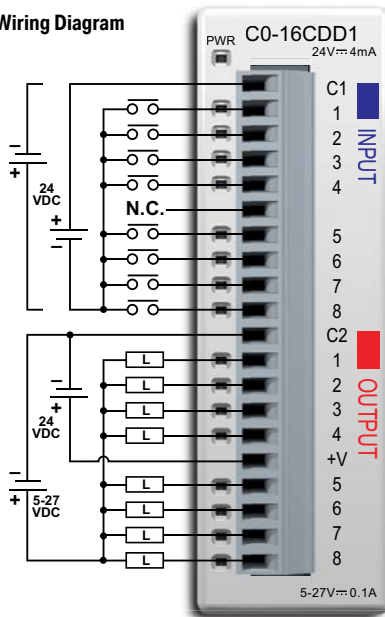 Wiring Diagram
PWR
C0-16CDD1
24V⎓4mA
C1
1
2
3
4
N.C.
5
6
7
8
INPUT
24
VDC
–
+
+
–
C2
1
2
3
4
+V
5
6
7
8
OUTPUT
L
L
L
L
L
L
L
L
–
+
24
VDC
–
+
5-27
VDC
5-27V⎓0.1A